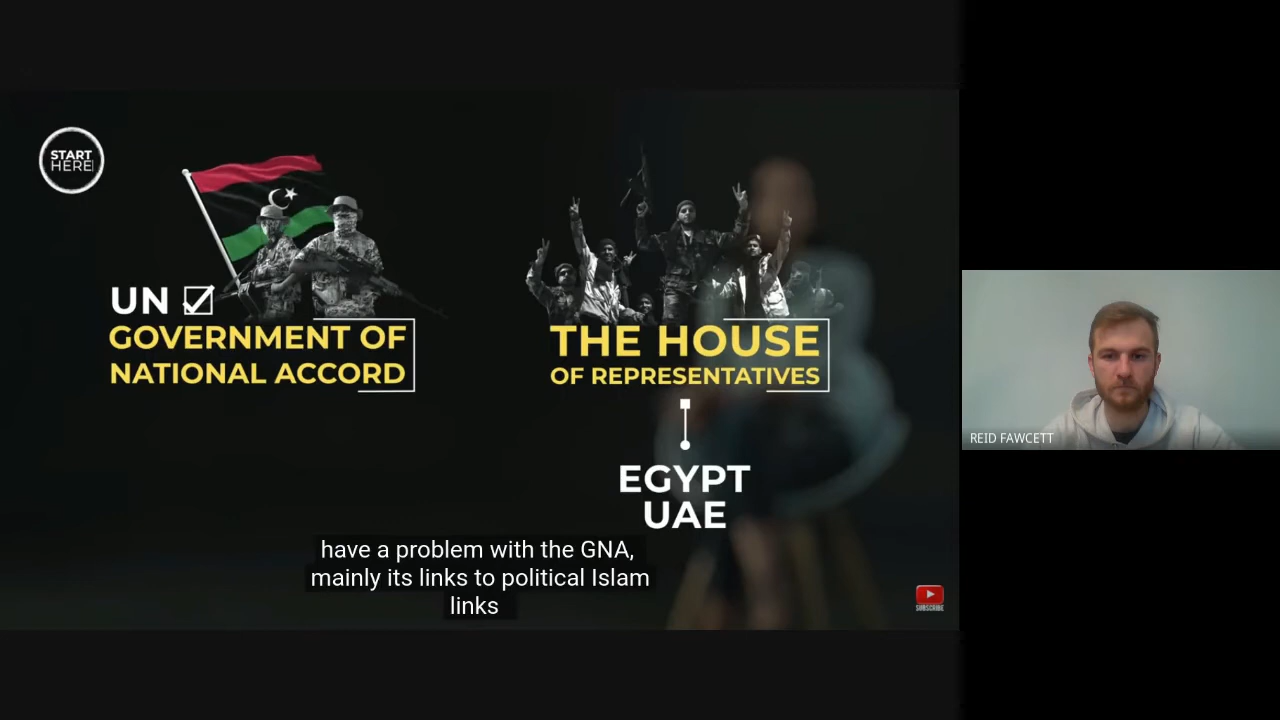 START
HERE
UN
GOVERNMENT OF
NATIONAL ACCORD
THE HOUSE
OF REPRESENTATIVES
EGYPT
UAE
have a problem with the GNA,
mainly its links to political Islam
links
SUBSCRIBE
REID FAWCETT